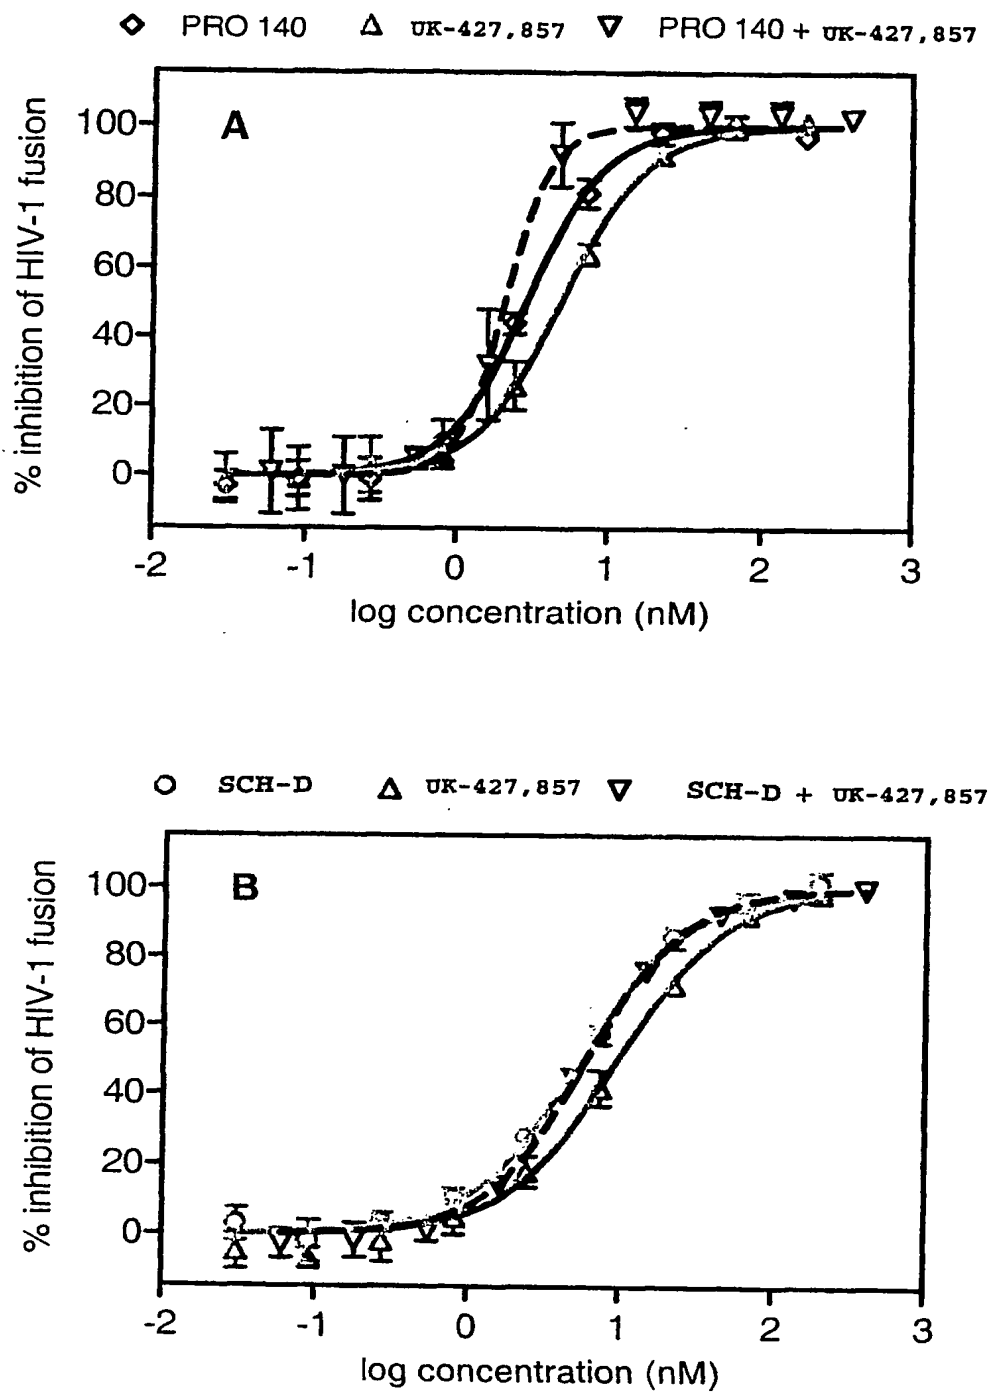 PRO 140 UK-427,857 PRO 140 + UK-427,857
A
% inhibition of HIV-1 fusion
100
80
60
40
20
0
-2 -1 0 1 2 3
log concentration (nM)
SCH-D UK-427,857 SCH-D + UK-427,857
B
% inhibition of HIV-1 fusion
100
80
60
40
20
0
-2 -1 0 1 2 3
log concentration (nM)